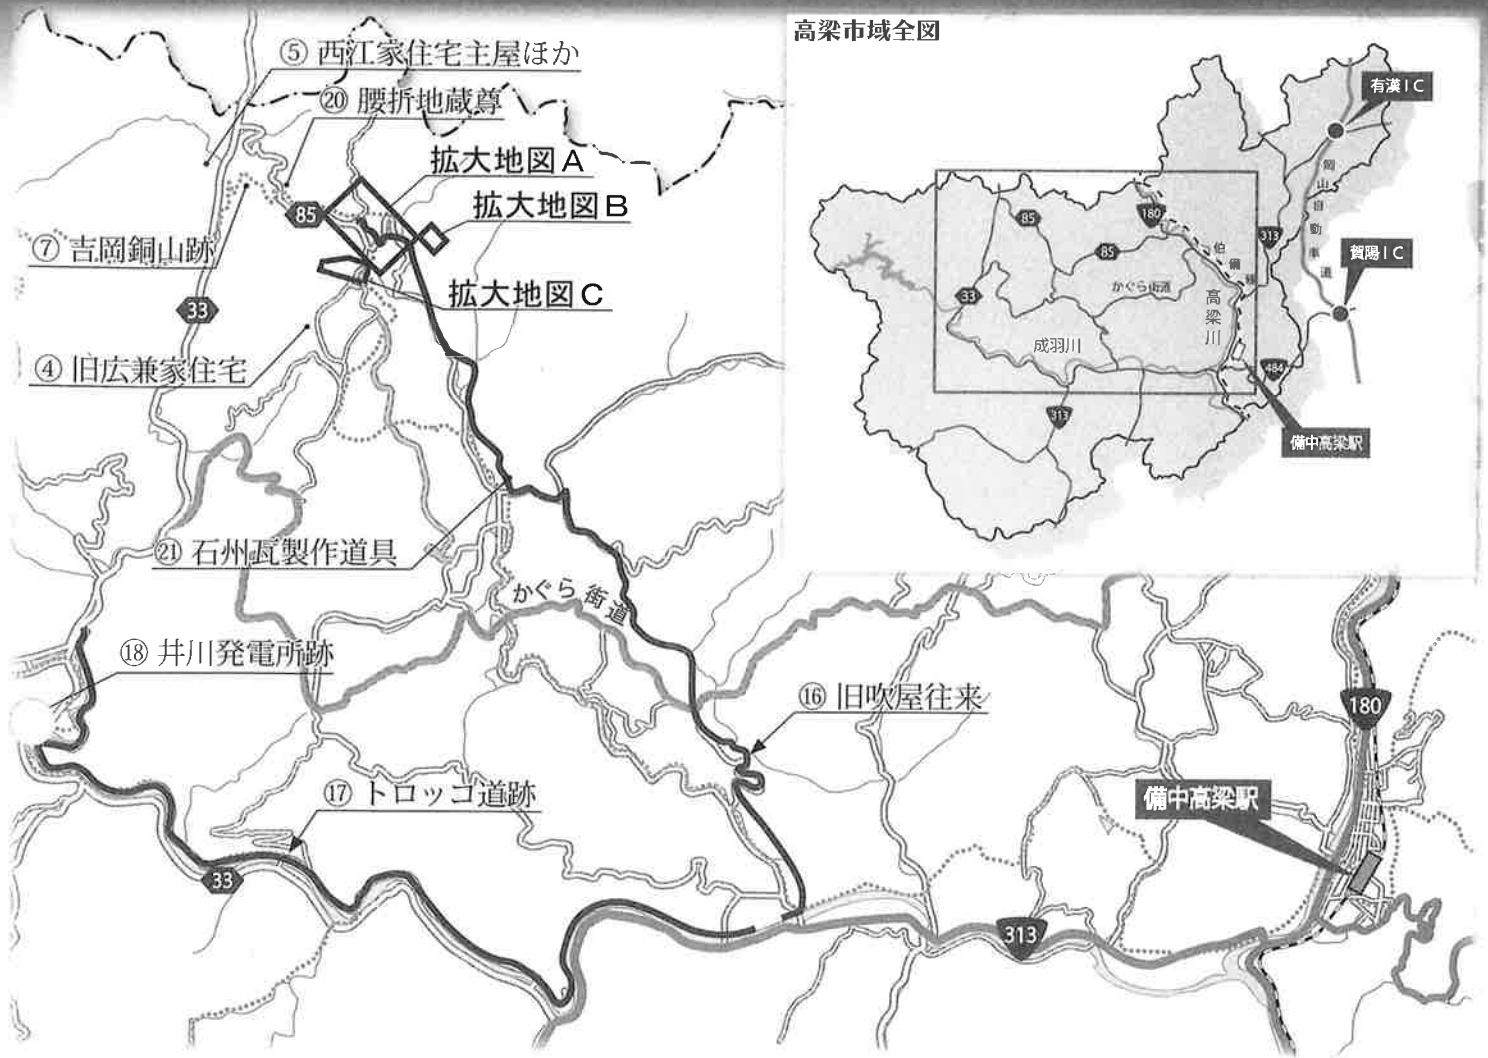 高梁市域全図
⑤ 西江家住宅主屋ほか
⑳ 腰折地蔵尊
拡大地図A
拡大地図B
拡大地図C
85
⑦ 吉岡銅山跡
33
④ 旧広兼家住宅
㉑ 石州瓦製作道具
かぐら街道
⑱ 井川発電所跡
⑯ 旧吹屋往来
⑰ トロッコ道跡
33
313
180
備中高梁駅
有漢IC
岡山自動車道
賀陽IC
85
180
313
85
伯備線
かぐら街道
33
高梁川
成羽川
484
313
備中高梁駅